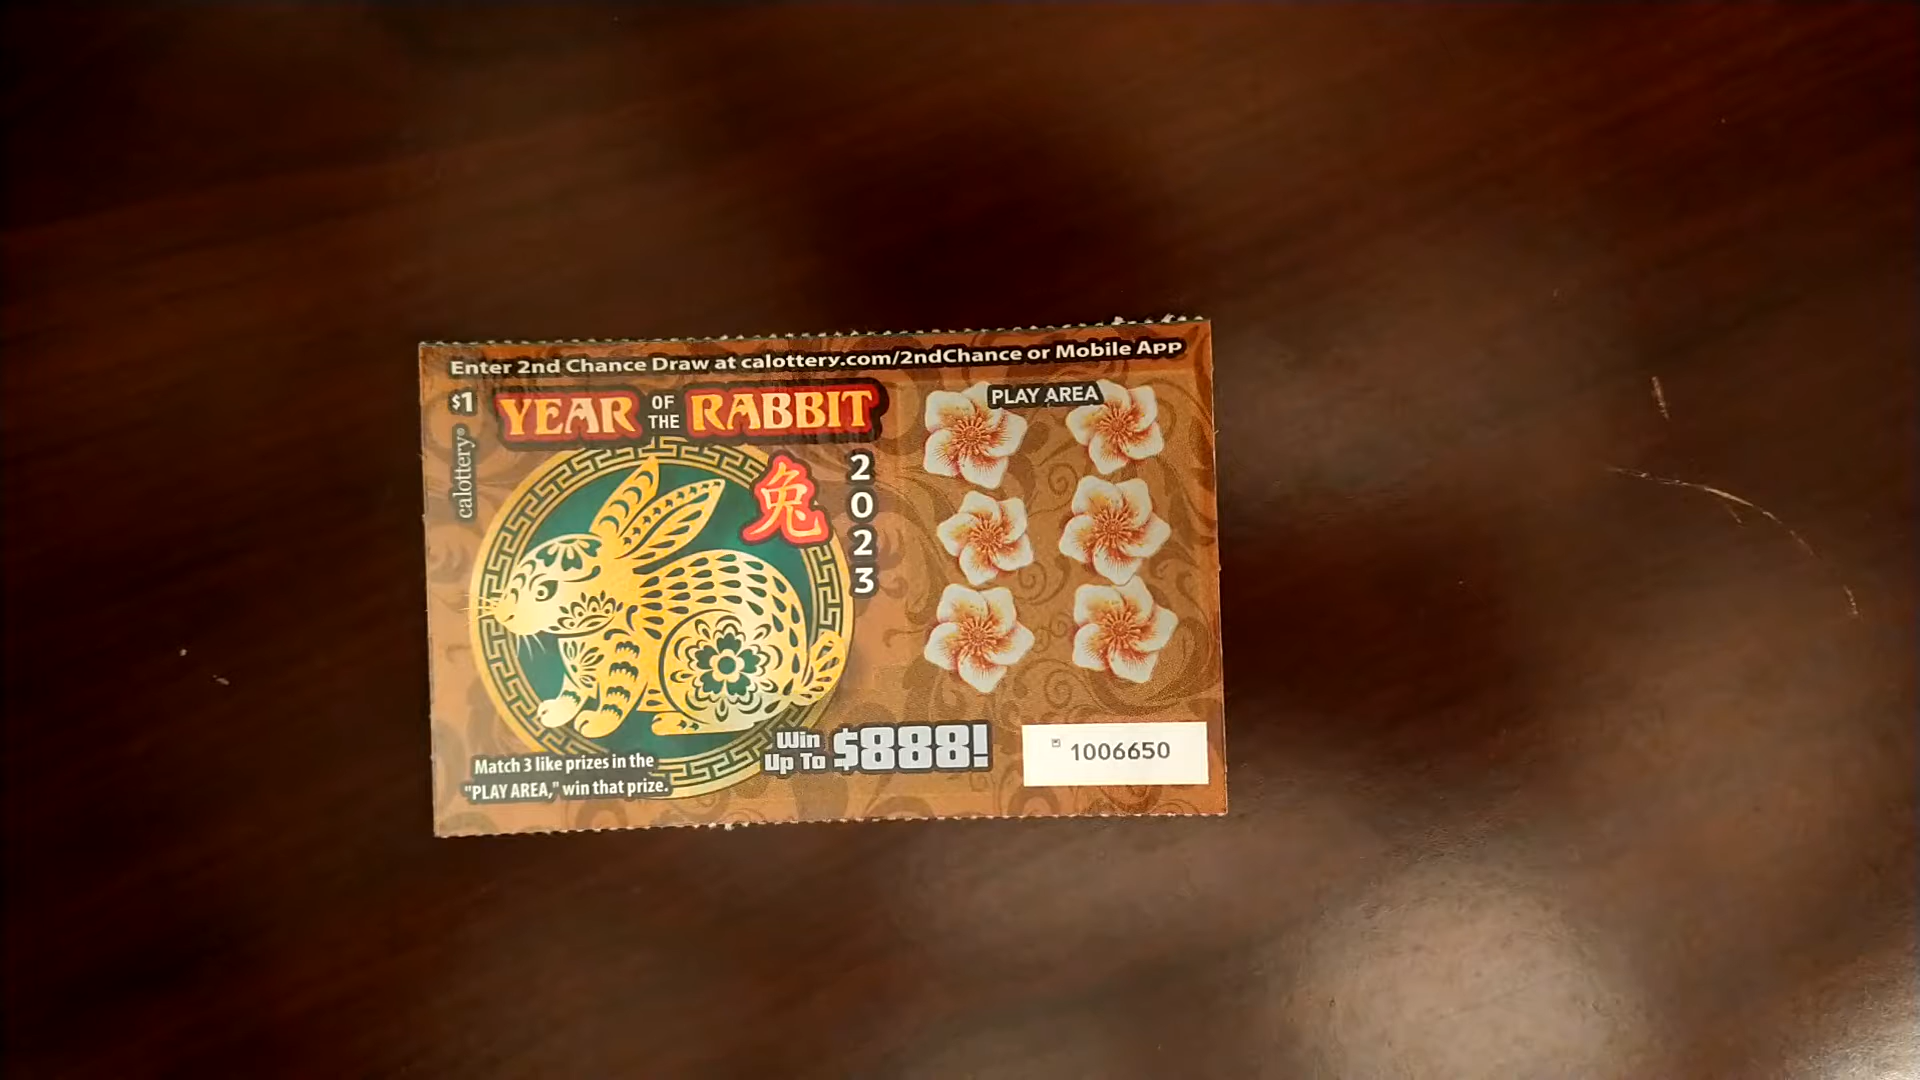 Enter 2nd Chance Draw at calottery.com/2ndChance or Mobile App
$1
calottery®
YEAR OF THE RABBIT
兔
2023
PLAY AREA
Match 3 like prizes in the
"PLAY AREA," win that prize.
Win
Up To $888!
1006650